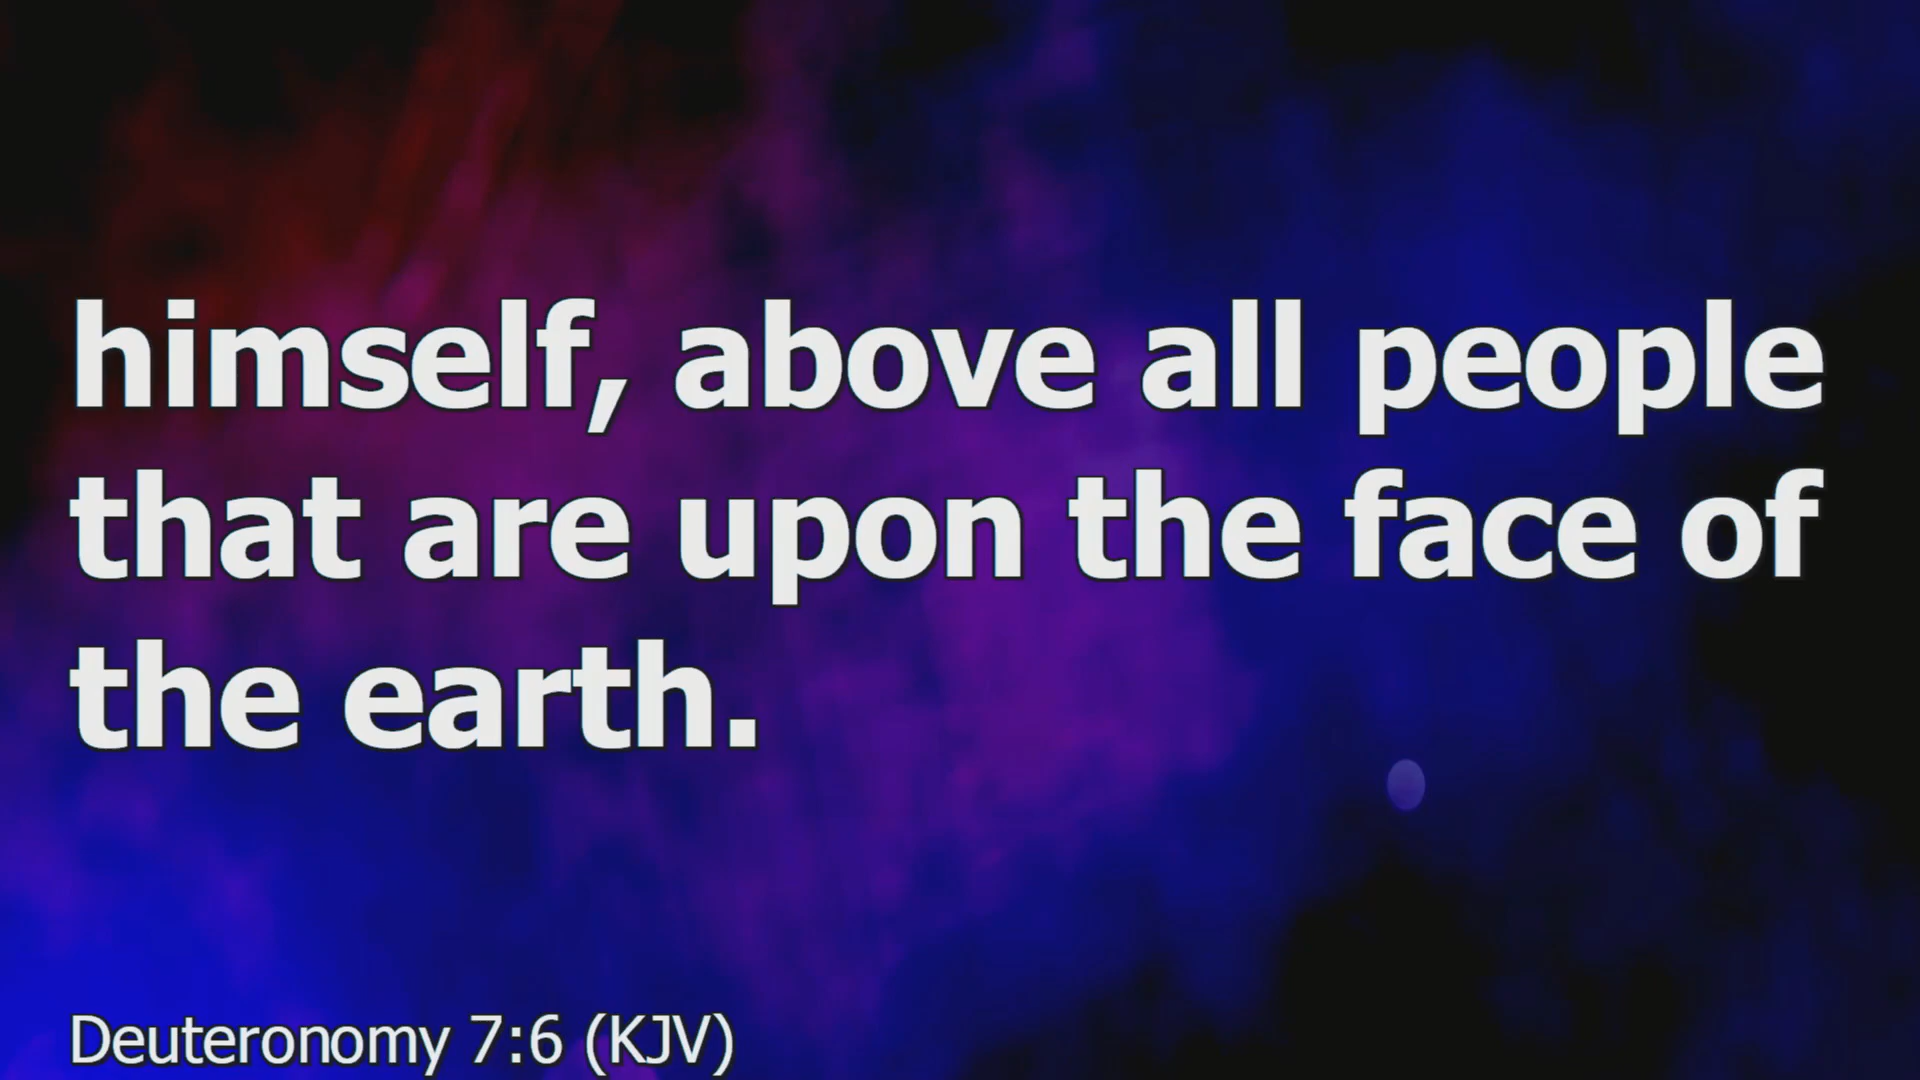 himself, above all people
that are upon the face of
the earth.
Deuteronomy 7:6 (KJV)